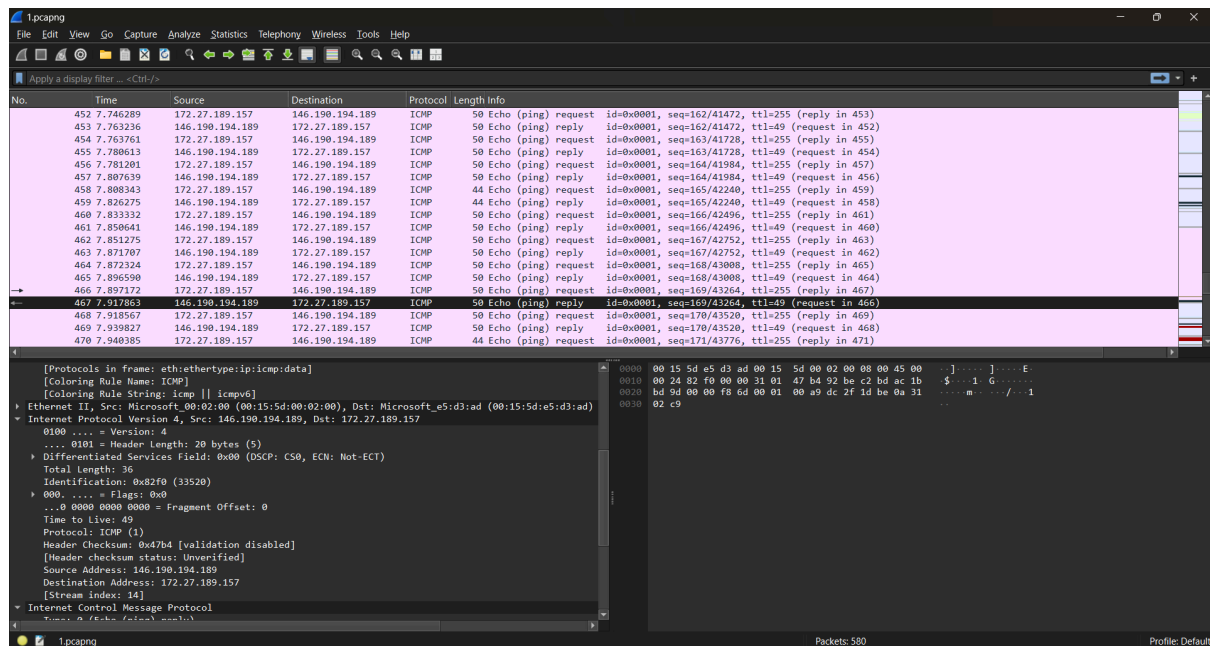 1.pcapng
File Edit View Go Capture Analyze Statistics Telephony Wireless Tools Help
Apply a display filter ... <Ctrl-/>
No. Time Source Destination Protocol Length Info
452 7.746289 172.27.189.157 146.190.194.189 ICMP 50 Echo (ping) request id=0x0001, seq=162/41472, ttl=255 (reply in 453)
453 7.763236 146.190.194.189 172.27.189.157 ICMP 50 Echo (ping) reply id=0x0001, seq=162/41472, ttl=49 (request in 452)
454 7.763761 172.27.189.157 146.190.194.189 ICMP 50 Echo (ping) request id=0x0001, seq=163/41728, ttl=255 (reply in 455)
455 7.780613 146.190.194.189 172.27.189.157 ICMP 50 Echo (ping) reply id=0x0001, seq=163/41728, ttl=49 (request in 454)
456 7.781201 172.27.189.157 146.190.194.189 ICMP 50 Echo (ping) request id=0x0001, seq=164/41984, ttl=255 (reply in 457)
457 7.807639 146.190.194.189 172.27.189.157 ICMP 50 Echo (ping) reply id=0x0001, seq=164/41984, ttl=49 (request in 456)
458 7.808343 172.27.189.157 146.190.194.189 ICMP 44 Echo (ping) request id=0x0001, seq=165/42240, ttl=255 (reply in 459)
459 7.826275 146.190.194.189 172.27.189.157 ICMP 44 Echo (ping) reply id=0x0001, seq=165/42240, ttl=49 (request in 458)
460 7.833332 172.27.189.157 146.190.194.189 ICMP 50 Echo (ping) request id=0x0001, seq=166/42496, ttl=255 (reply in 461)
461 7.850641 146.190.194.189 172.27.189.157 ICMP 50 Echo (ping) reply id=0x0001, seq=166/42496, ttl=49 (request in 460)
462 7.851275 172.27.189.157 146.190.194.189 ICMP 50 Echo (ping) request id=0x0001, seq=167/42752, ttl=255 (reply in 463)
463 7.871707 146.190.194.189 172.27.189.157 ICMP 50 Echo (ping) reply id=0x0001, seq=167/42752, ttl=49 (request in 462)
464 7.872324 172.27.189.157 146.190.194.189 ICMP 50 Echo (ping) request id=0x0001, seq=168/43008, ttl=255 (reply in 465)
465 7.896590 146.190.194.189 172.27.189.157 ICMP 50 Echo (ping) reply id=0x0001, seq=168/43008, ttl=49 (request in 464)
466 7.897172 172.27.189.157 146.190.194.189 ICMP 50 Echo (ping) request id=0x0001, seq=169/43264, ttl=255 (reply in 467)
467 7.917863 146.190.194.189 172.27.189.157 ICMP 50 Echo (ping) reply id=0x0001, seq=169/43264, ttl=49 (request in 466)
468 7.918567 172.27.189.157 146.190.194.189 ICMP 50 Echo (ping) request id=0x0001, seq=170/43520, ttl=255 (reply in 469)
469 7.939827 146.190.194.189 172.27.189.157 ICMP 50 Echo (ping) reply id=0x0001, seq=170/43520, ttl=49 (request in 468)
470 7.940385 172.27.189.157 146.190.194.189 ICMP 44 Echo (ping) request id=0x0001, seq=171/43776, ttl=255 (reply in 471)
[Protocols in frame: eth:ethertype:ip:icmp:data]
[Coloring Rule Name: ICMP]
[Coloring Rule String: icmp || icmpv6]
Ethernet II, Src: Microsoft_00:02:00 (00:15:5d:00:02:00), Dst: Microsoft_e5:d3:ad (00:15:5d:e5:d3:ad)
Internet Protocol Version 4, Src: 146.190.194.189, Dst: 172.27.189.157
0100 .... = Version: 4
.... 0101 = Header Length: 20 bytes (5)
Differentiated Services Field: 0x00 (DSCP: CS0, ECN: Not-ECT)
Total Length: 36
Identification: 0x82f0 (33520)
000. .... = Flags: 0x0
...0 0000 0000 0000 = Fragment Offset: 0
Time to Live: 49
Protocol: ICMP (1)
Header Checksum: 0x47b4 [validation disabled]
[Header checksum status: Unverified]
Source Address: 146.190.194.189
Destination Address: 172.27.189.157
[Stream index: 14]
Internet Control Message Protocol
Type: 0 (Echo (ping) reply)
0000 00 15 5d e5 d3 ad 00 15 5d 00 02 00 08 00 45 00 ··]····· ]·····E·
0010 00 24 82 f0 00 00 31 01 47 b4 92 be c2 bd ac 1b ·$····1· G·······
0020 bd 9d 00 00 f8 6d 00 01 00 a9 dc 2f 1d be 0a 31 ·····m·· ···/···1
0030 02 c9 ··
1.pcapng
Packets: 580
Profile: Default